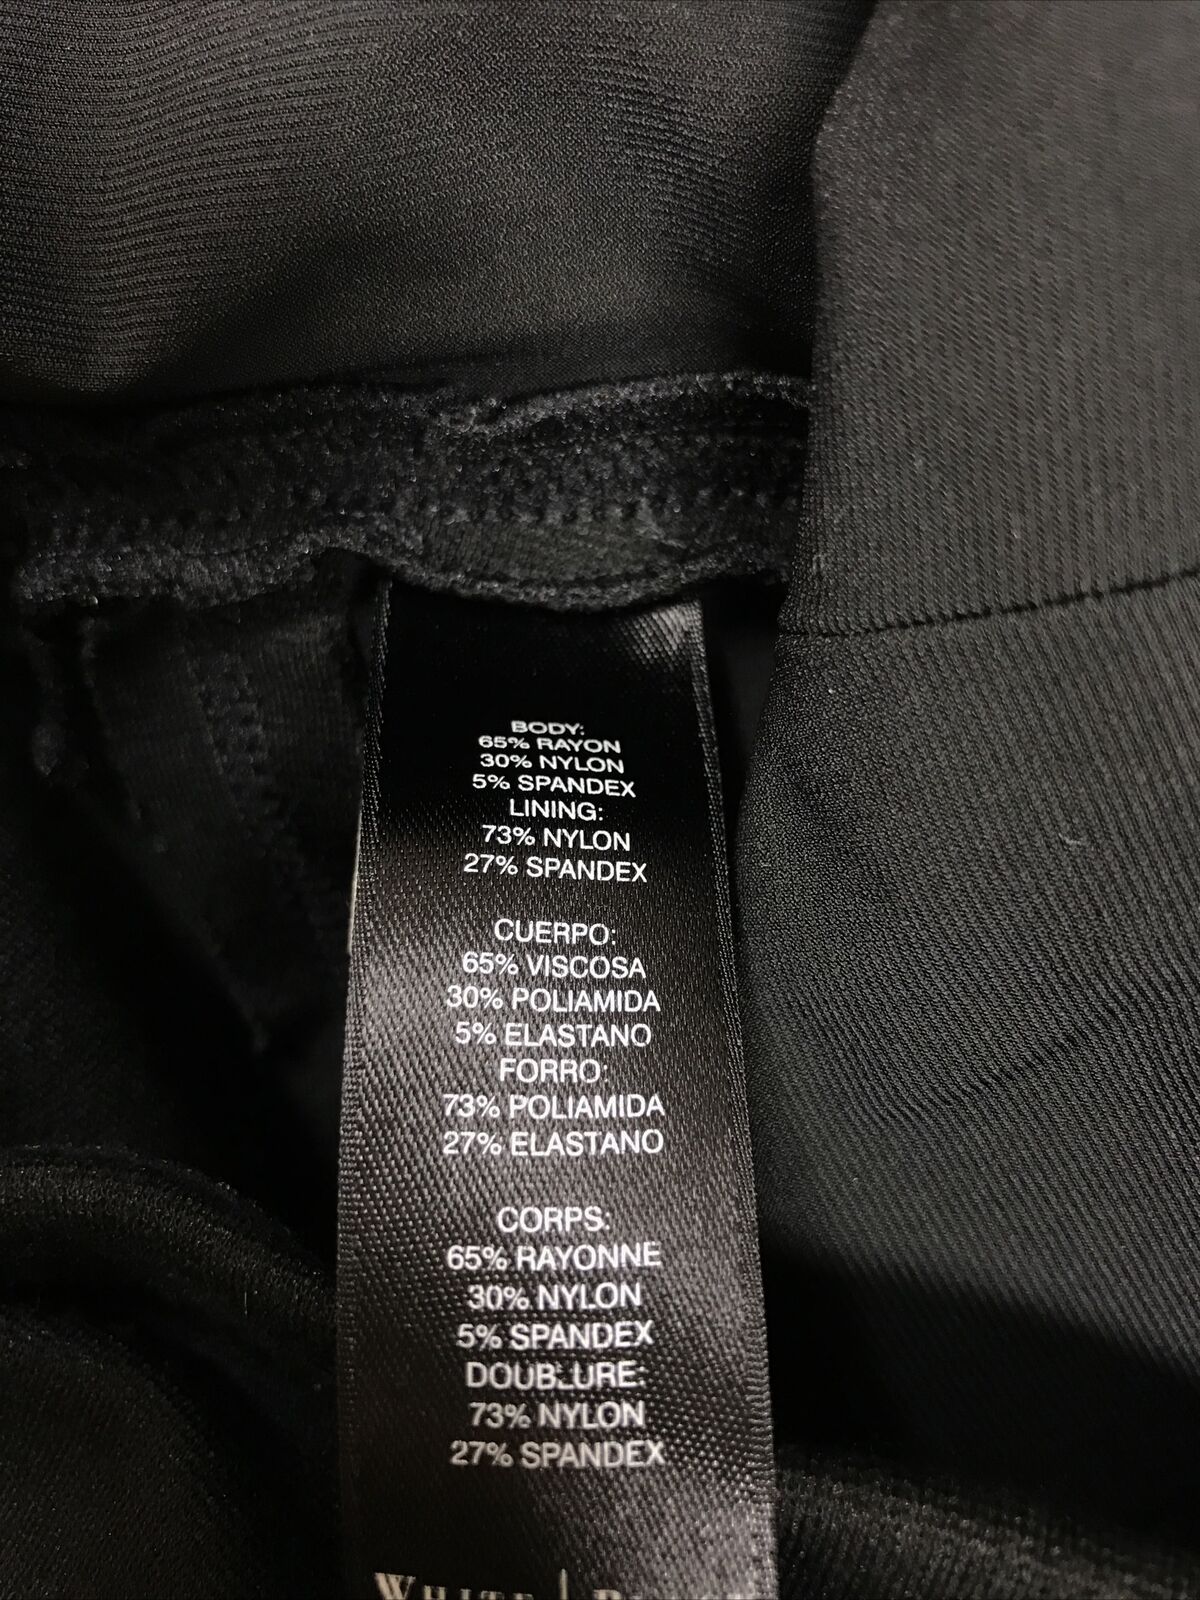 BODY:
65% RAYON
30% NYLON
5% SPANDEX
LINING:
73% NYLON
27% SPANDEX
CUERPO:
65% VISCOSA
30% POLIAMIDA
5% ELASTANO
FORRO:
73% POLIAMIDA
27% ELASTANO
CORPS:
65% RAYONNE
30% NYLON
5% SPANDEX
DOUBLURE:
73% NYLON
27% SPANDEX
WHITE